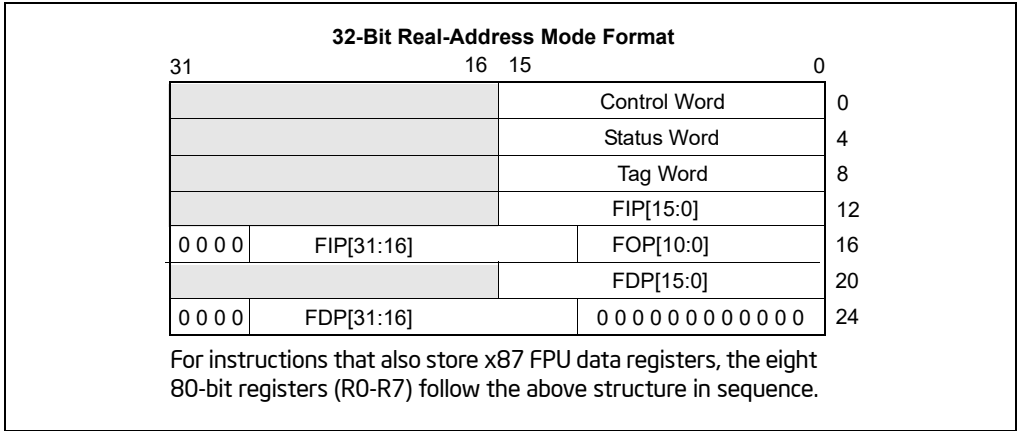 32-Bit Real-Address Mode Format
31 16 15 0
Control Word 0
Status Word 4
Tag Word 8
FIP[15:0] 12
0 0 0 0 FIP[31:16] FOP[10:0] 16
FDP[15:0] 20
0 0 0 0 FDP[31:16] 0 0 0 0 0 0 0 0 0 0 0 0 24
For instructions that also store x87 FPU data registers, the eight
80-bit registers (R0-R7) follow the above structure in sequence.